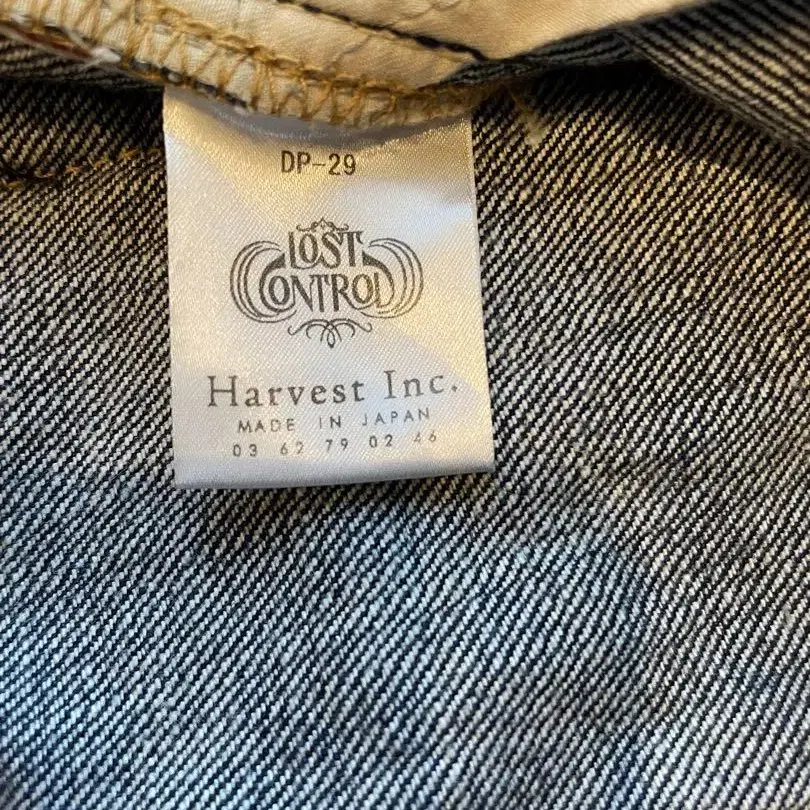 DP-29
LOST
CONTROL
Harvest Inc.
MADE IN JAPAN
03 62 79 02 46